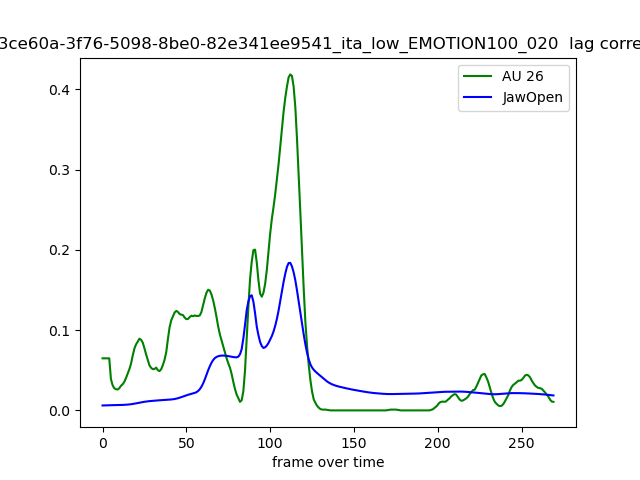 3ce60a-3f76-5098-8be0-82e341ee9541_ita_low_EMOTION100_020 lag corre
AU 26
JawOpen
0.4
0.3
0.2
0.1
0.0
0 50 100 150 200 250
frame over time